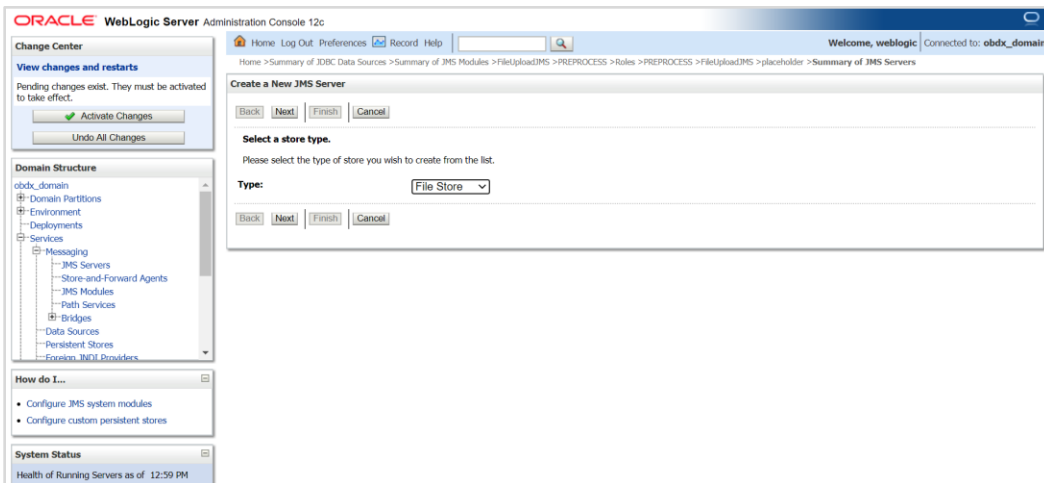 ORACLE WebLogic Server Administration Console 12c
Change Center
View changes and restarts
Pending changes exist. They must be activated
to take effect.
Activate Changes
Undo All Changes
Domain Structure
obdx_domain
Domain Partitions
Environment
Deployments
Services
Messaging
JMS Servers
Store-and-Forward Agents
JMS Modules
Path Services
Bridges
Data Sources
Persistent Stores
Foreign JNDI Providers
How do I...
Configure JMS system modules
Configure custom persistent stores
System Status
Health of Running Servers as of 12:59 PM
Home Log Out Preferences Record Help
Welcome, weblogic Connected to: obdx_domain
Home >Summary of JDBC Data Sources >Summary of JMS Modules >FileUploadJMS >PREPROCESS >Roles >PREPROCESS >FileUploadJMS >placeholder >Summary of JMS Servers
Create a New JMS Server
Back Next Finish Cancel
Select a store type.
Please select the type of store you wish to create from the list.
Type: File Store
Back Next Finish Cancel